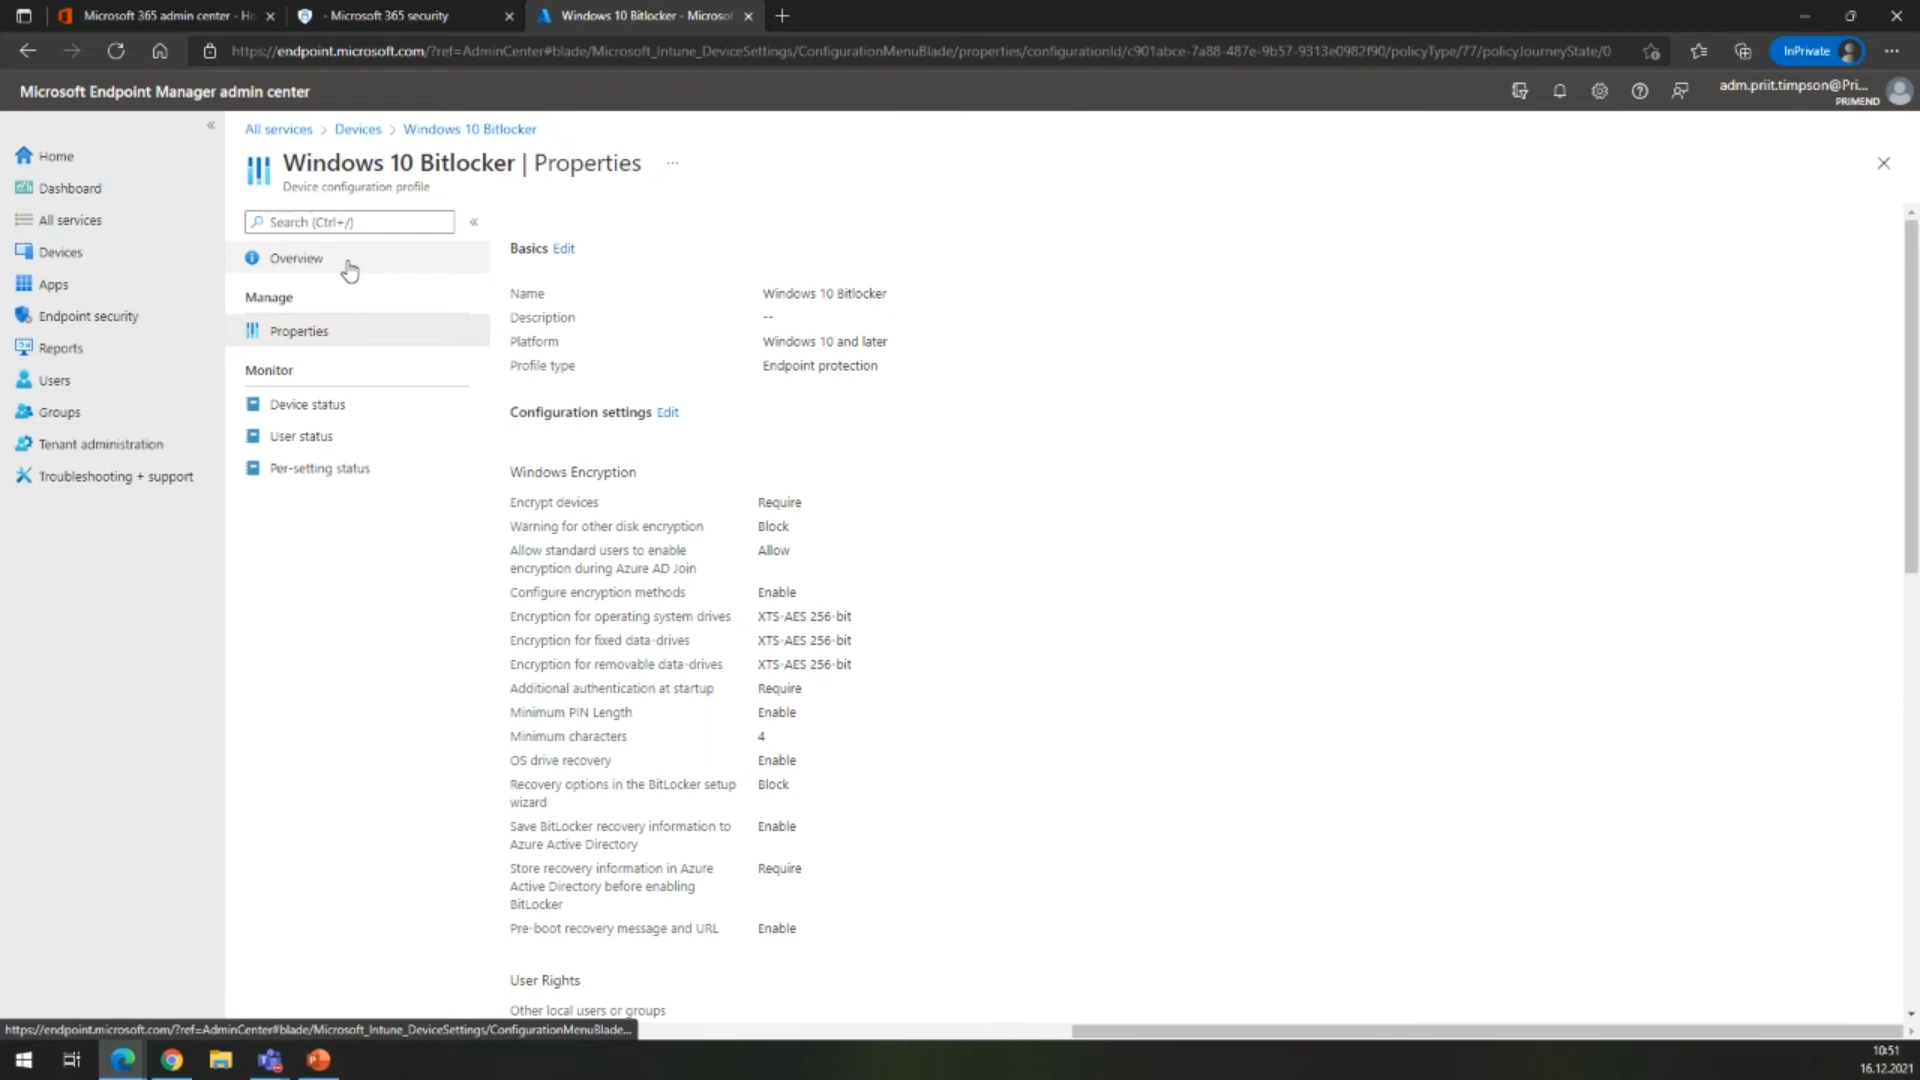 Microsoft 365 admin center - Ho
- Microsoft 365 security
Windows 10 Bitlocker - Microsof
https://endpoint.microsoft.com/?ref=AdminCenter#blade/Microsoft_Intune_DeviceSettings/ConfigurationMenuBlade/properties/configurationId/c901abce-7a88-487e-9b57-9313e0982f90/policyType/77/policyJourneyState/0
InPrivate
Microsoft Endpoint Manager admin center
adm.priit.timpson@Pri...
PRIMEND
Home
Dashboard
All services
Devices
Apps
Endpoint security
Reports
Users
Groups
Tenant administration
Troubleshooting + support
All services > Devices > Windows 10 Bitlocker
Windows 10 Bitlocker | Properties ...
Device configuration profile
Search (Ctrl+/)
Overview
Manage
Properties
Monitor
Device status
User status
Per-setting status
Basics Edit
Name Windows 10 Bitlocker
Description --
Platform Windows 10 and later
Profile type Endpoint protection
Configuration settings Edit
Windows Encryption
Encrypt devices Require
Warning for other disk encryption Block
Allow standard users to enable Allow
encryption during Azure AD Join
Configure encryption methods Enable
Encryption for operating system drives XTS-AES 256-bit
Encryption for fixed data-drives XTS-AES 256-bit
Encryption for removable data-drives XTS-AES 256-bit
Additional authentication at startup Require
Minimum PIN Length Enable
Minimum characters 4
OS drive recovery Enable
Recovery options in the BitLocker setup Block
wizard
Save BitLocker recovery information to Enable
Azure Active Directory
Store recovery information in Azure Require
Active Directory before enabling
BitLocker
Pre-boot recovery message and URL Enable
User Rights
Other local users or groups
https://endpoint.microsoft.com/?ref=AdminCenter#blade/Microsoft_Intune_DeviceSettings/ConfigurationMenuBlade...
10:51
16.12.2021